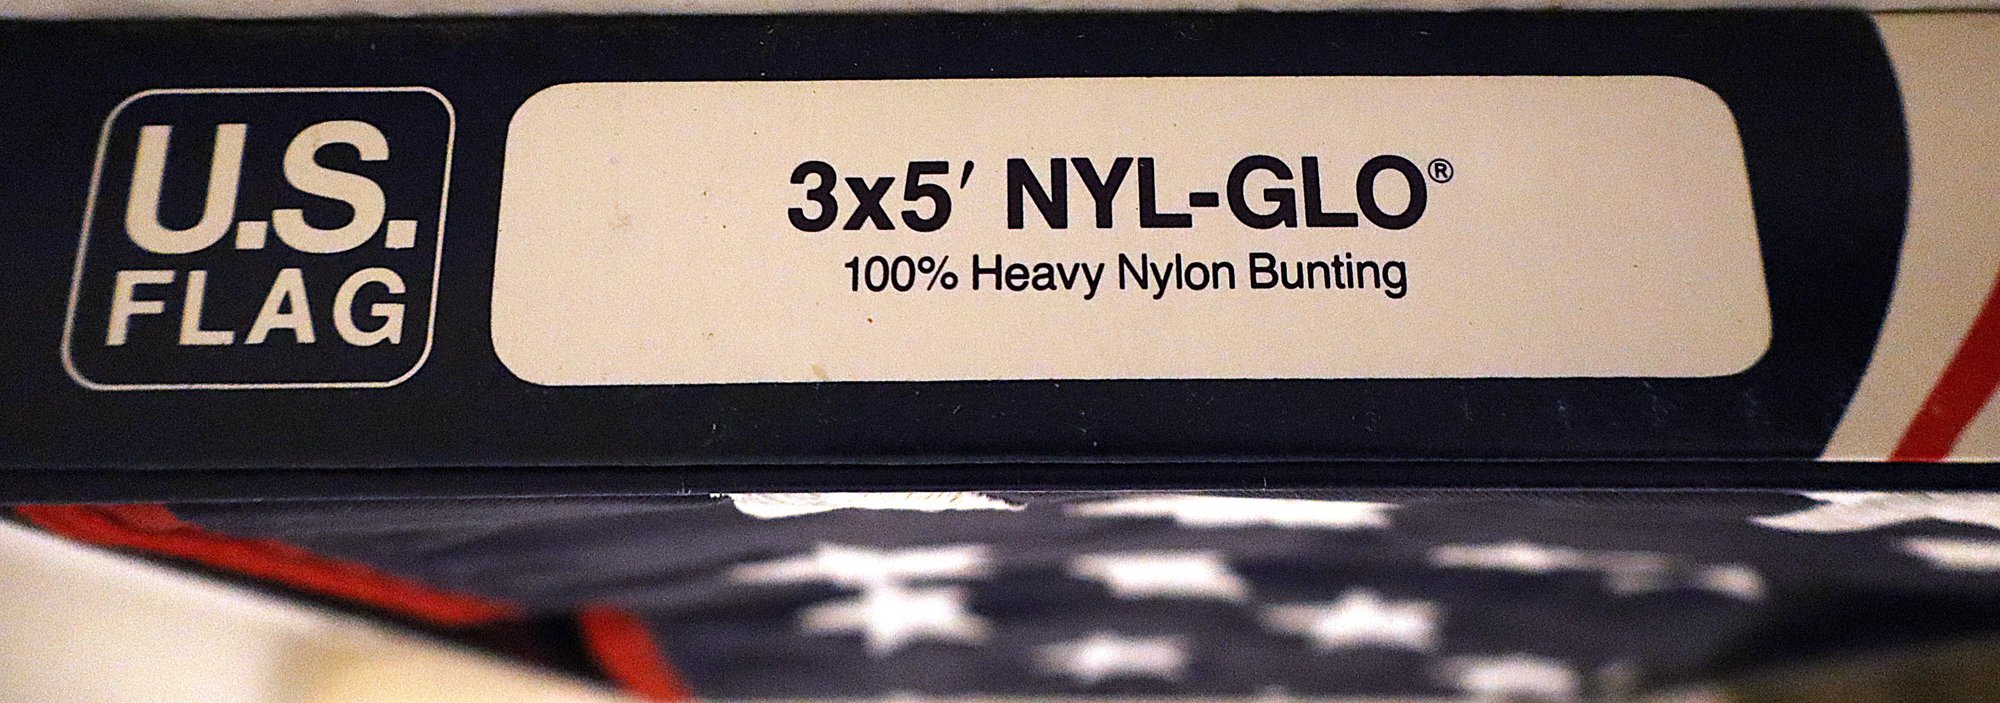 U.S.
FLAG
3x5′ NYL-GLO®
100% Heavy Nylon Bunting